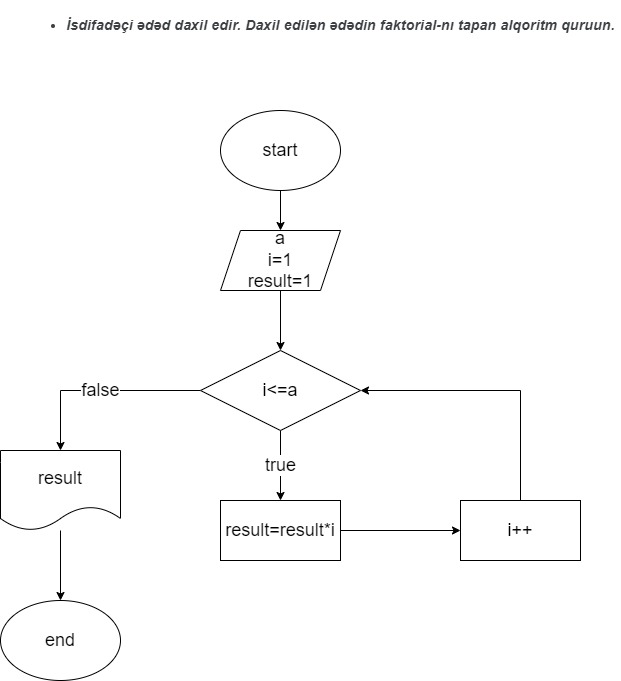 • İsdifadəçi ədəd daxil edir. Daxil edilən ədədin faktorial-nı tapan alqoritm quruun.
start
a
i=1
result=1
i<=a
false
true
result
result=result*i
i++
end